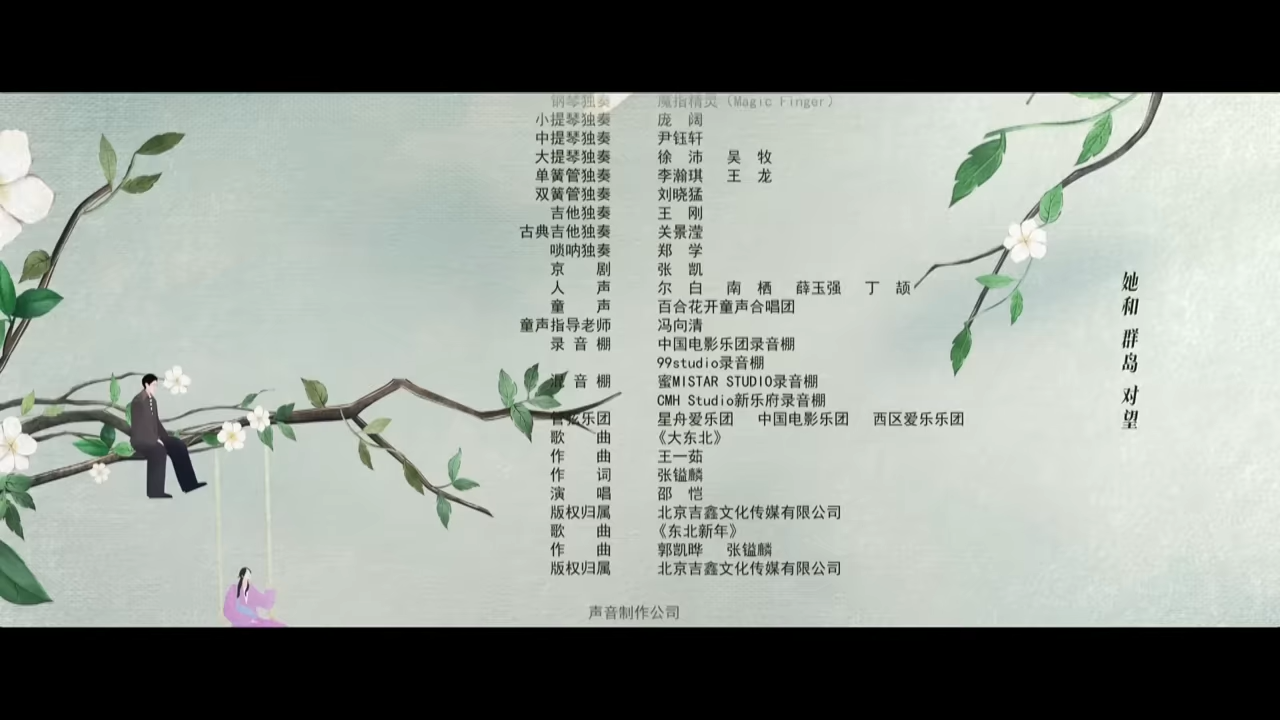 钢琴独奏 魔指精灵（Magic Finger）
小提琴独奏 庞 阔
中提琴独奏 尹钰轩
大提琴独奏 徐 沛 吴 牧
单簧管独奏 李瀚琪 王 龙
双簧管独奏 刘晓猛
吉他独奏 王 刚
古典吉他独奏 关景滢
唢呐独奏 郑 学
京 剧 张 凯
人 声 尔 白 南 栖 薛玉强 丁 颉
童 声 百合花开童声合唱团
童声指导老师 冯向清
录 音 棚 中国电影乐团录音棚
99studio录音棚
混 音 棚 蜜MISTAR STUDIO录音棚
CMH Studio新乐府录音棚
管弦乐团 星舟爱乐团 中国电影乐团 西区爱乐乐团
歌 曲 《大东北》
作 曲 王一茹
作 词 张镒麟
演 唱 邵 恺
版权归属 北京吉鑫文化传媒有限公司
歌 曲 《东北新年》
作 曲 郭凯晔 张镒麟
版权归属 北京吉鑫文化传媒有限公司
声音制作公司
她和 群岛 对望